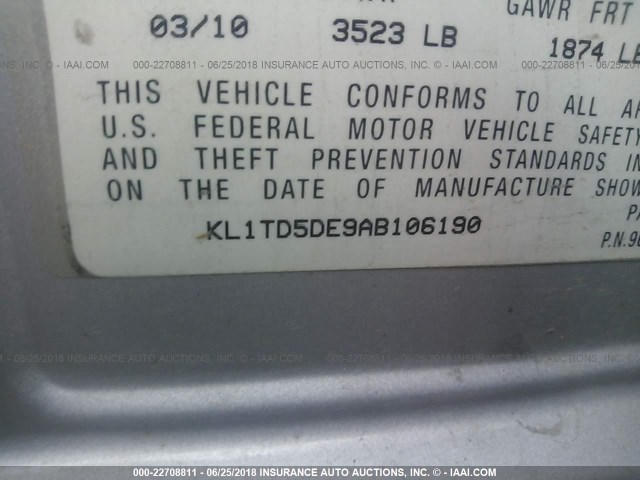 GAWR FRT
03/10 3523 LB 1874 LB
000-22708811 - 06/25/2018 INSURANCE AUTO AUCTIONS, INC. - © IAAI.COM
THIS VEHICLE CONFORMS TO ALL
U.S. FEDERAL MOTOR VEHICLE SAFETY
AND THEFT PREVENTION STANDARDS IN
ON THE DATE OF MANUFACTURE SHOW
KL1TD5DE9AB106190
P.N.96
000-22708811 - 06/25/2018 INSURANCE AUTO AUCTIONS, INC. - © IAAI.COM
000-22708811 - 06/25/2018 INSURANCE AUTO AUCTIONS, INC. - © IAAI.COM